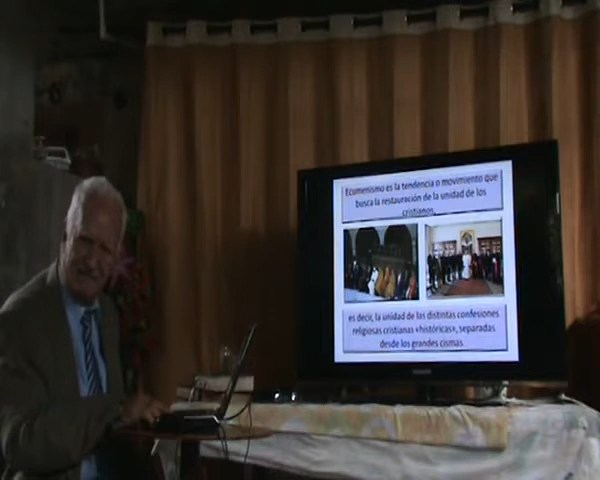 Ecumenismo es la tendencia o movimiento que
busca la restauración de la unidad de los
cristianos,
es decir, la unidad de las distintas confesiones
religiosas cristianas «históricas», separadas
desde los grandes cismas.